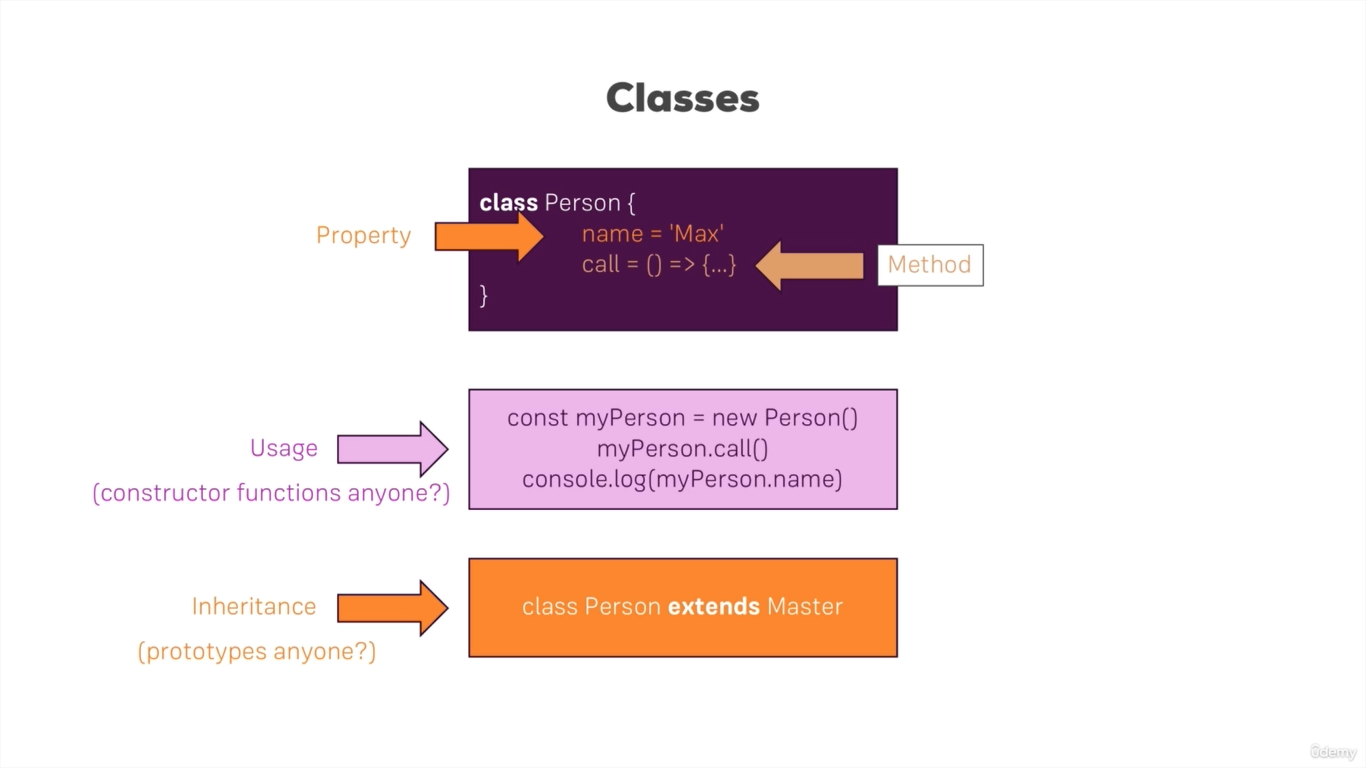 Classes
class Person {
Property
name = 'Max'
call = () => {...}
Method
}
Usage
(constructor functions anyone?)
const myPerson = new Person()
myPerson.call()
console.log(myPerson.name)
Inheritance
(prototypes anyone?)
class Person extends Master
ûdemy